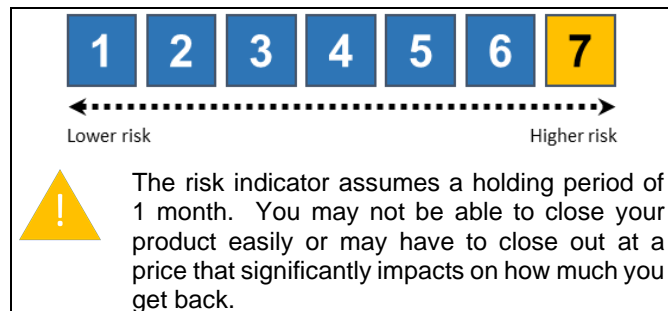 1 2 3 4 5 6 7
Lower risk Higher risk
!
The risk indicator assumes a holding period of
1 month. You may not be able to close your
product easily or may have to close out at a
price that significantly impacts on how much you
get back.